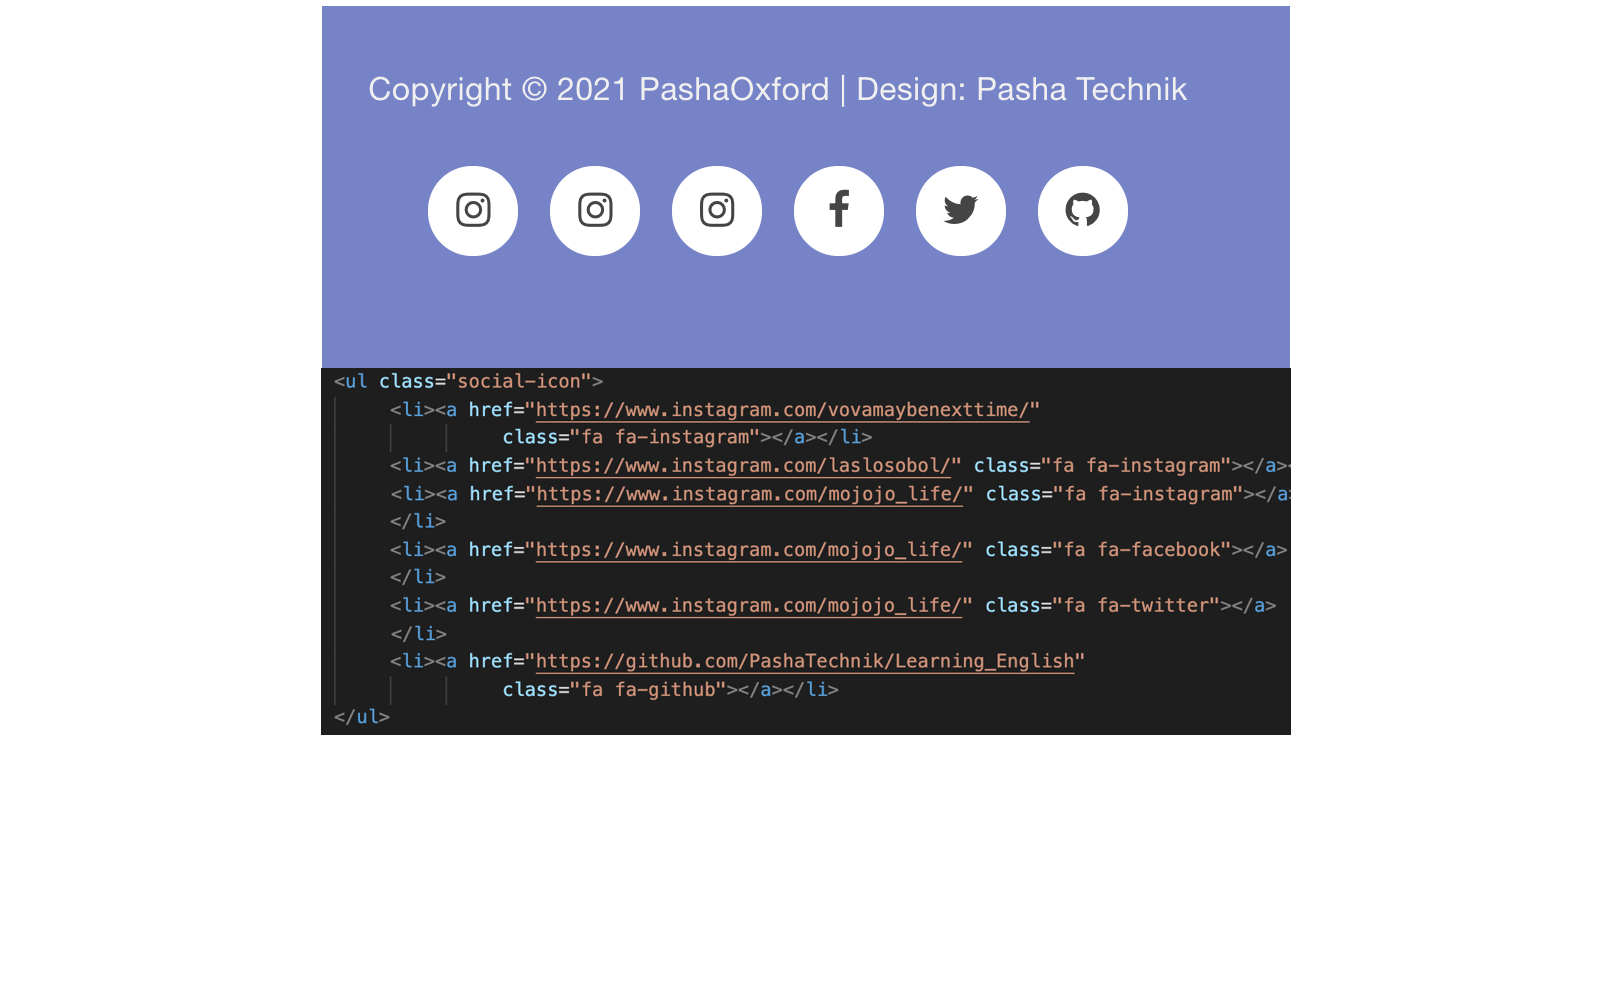 Copyright © 2021 PashaOxford | Design: Pasha Technik
<ul class="social-icon">
<li><a href="https://www.instagram.com/vovamaybenexttime/"
class="fa fa-instagram"></a></li>
<li><a href="https://www.instagram.com/laslosobol/" class="fa fa-instagram"></a><
<li><a href="https://www.instagram.com/mojojo_life/" class="fa fa-instagram"></a>
</li>
<li><a href="https://www.instagram.com/mojojo_life/" class="fa fa-facebook"></a>
</li>
<li><a href="https://www.instagram.com/mojojo_life/" class="fa fa-twitter"></a>
</li>
<li><a href="https://github.com/PashaTechnik/Learning_English"
class="fa fa-github"></a></li>
</ul>